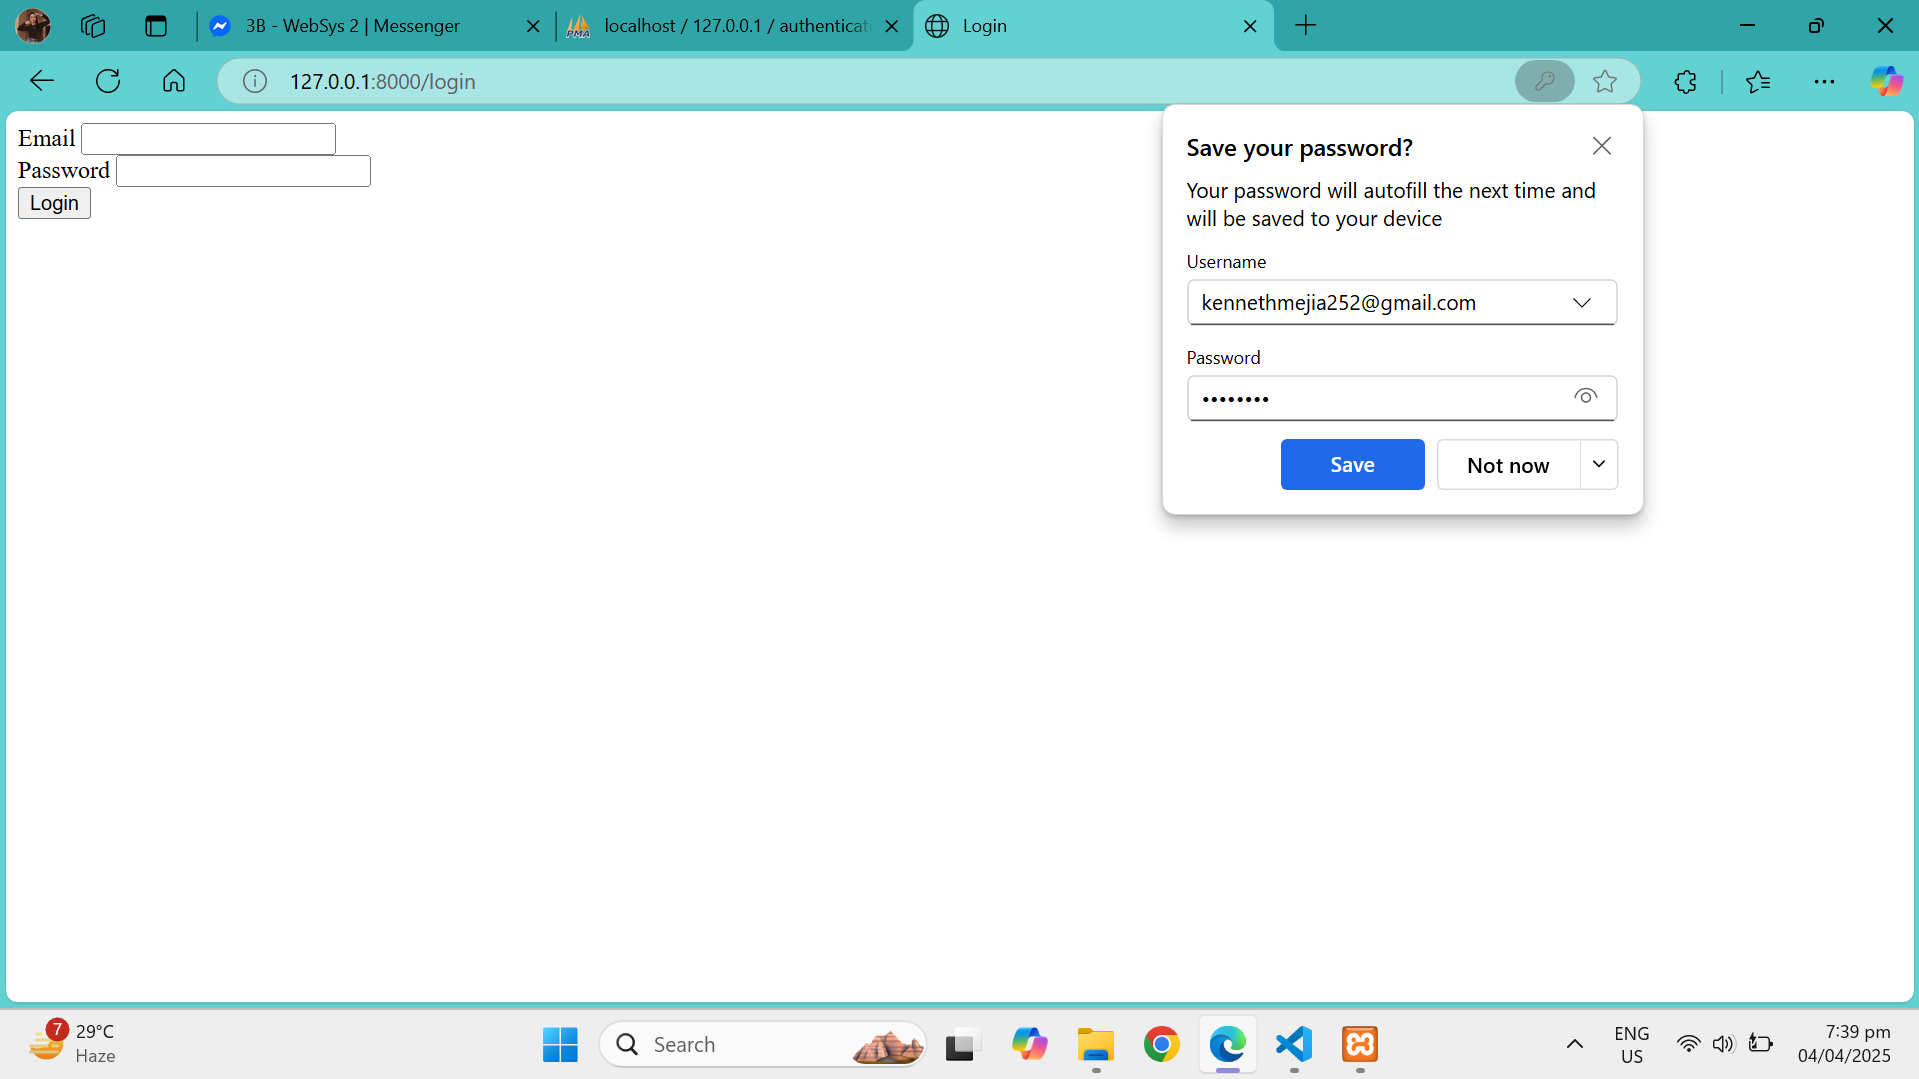 3B - WebSys 2 | Messenger
PMA
localhost / 127.0.0.1 / authenticati
Login
127.0.0.1:8000/login
Email
Password
Login
Save your password?
Your password will autofill the next time and
will be saved to your device
Username
kennethmejia252@gmail.com
Password
••••••••
Save
Not now
7
29°C
Haze
Search
ENG
US
7:39 pm
04/04/2025